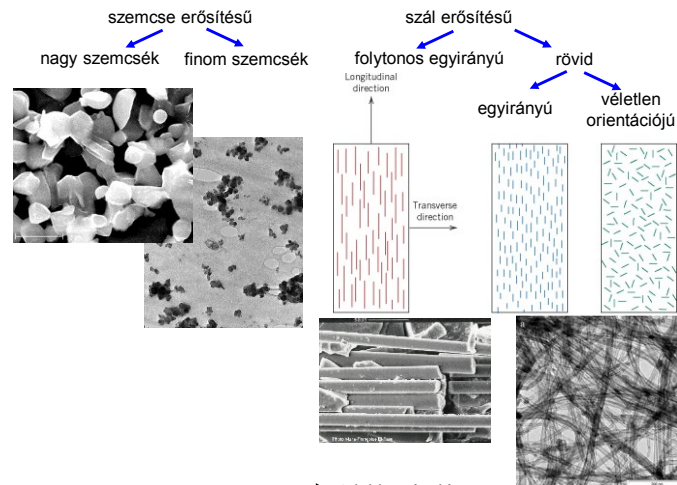 szemcse erősítésű
szál erősítésű
nagy szemcsék
finom szemcsék
folytonos egyirányú
rövid
Longitudinal
direction
egyirányú
véletlen
orientációjú
Transverse
direction